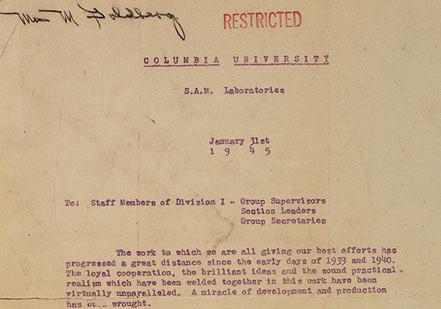 RESTRICTED
COLUMBIA UNIVERSITY
S.A.M. Laboratories
January 31st
1 9 4 5
To: Staff Members of Division I - Group Supervisors
Section Leaders
Group Secretaries
The work to which we are all giving our best efforts has
progressed a great distance since the early days of 1939 and 1940.
The loyal cooperation, the brilliant ideas and the sound practical
realism which have been welded together in this work have been
virtually unparalleled. A miracle of development and production
has been wrought.